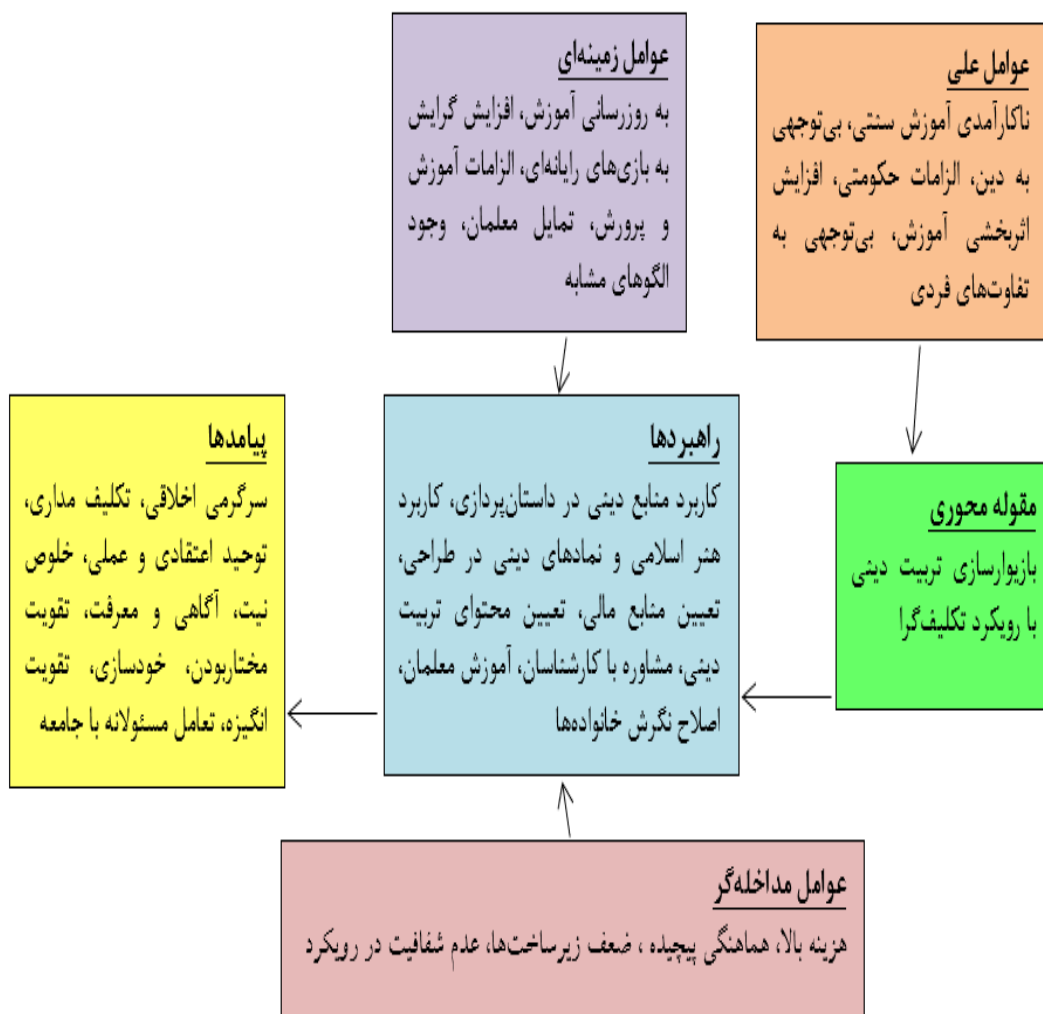 عوامل علی
ناکارآمدی آموزش سنتی، بی‌توجهی
به دین، الزامات حکومتی، افزایش
اثربخشی آموزش، بی‌توجهی به
تفاوت‌های فردی
عوامل زمینه‌ای
به روزرسانی آموزش، افزایش گرایش
به بازی‌های رایانه‌ای، الزامات آموزش
و پرورش، تمایل معلمان، وجود
الگوهای مشابه
مقوله محوری
بازیوارسازی تربیت دینی
با رویکرد تکلیف‌گرا
راهبردها
کاربرد منابع دینی در داستان‌پردازی، کاربرد
هنر اسلامی و نمادهای دینی در طراحی،
تعیین منابع مالی، تعیین محتوای تربیت
دینی، مشاوره با کارشناسان، آموزش معلمان،
اصلاح نگرش خانواده‌ها
پیامدها
سرگرمی اخلاقی، تکلیف مداری،
توحید اعتقادی و عملی، خلوص
نیت، آگاهی و معرفت، تقویت
مختاربودن، خودسازی، تقویت
انگیزه، تعامل مسئولانه با جامعه
عوامل مداخله‌گر
هزینه بالا، هماهنگی پیچیده ، ضعف زیرساخت‌ها، عدم شفافیت در رویکرد